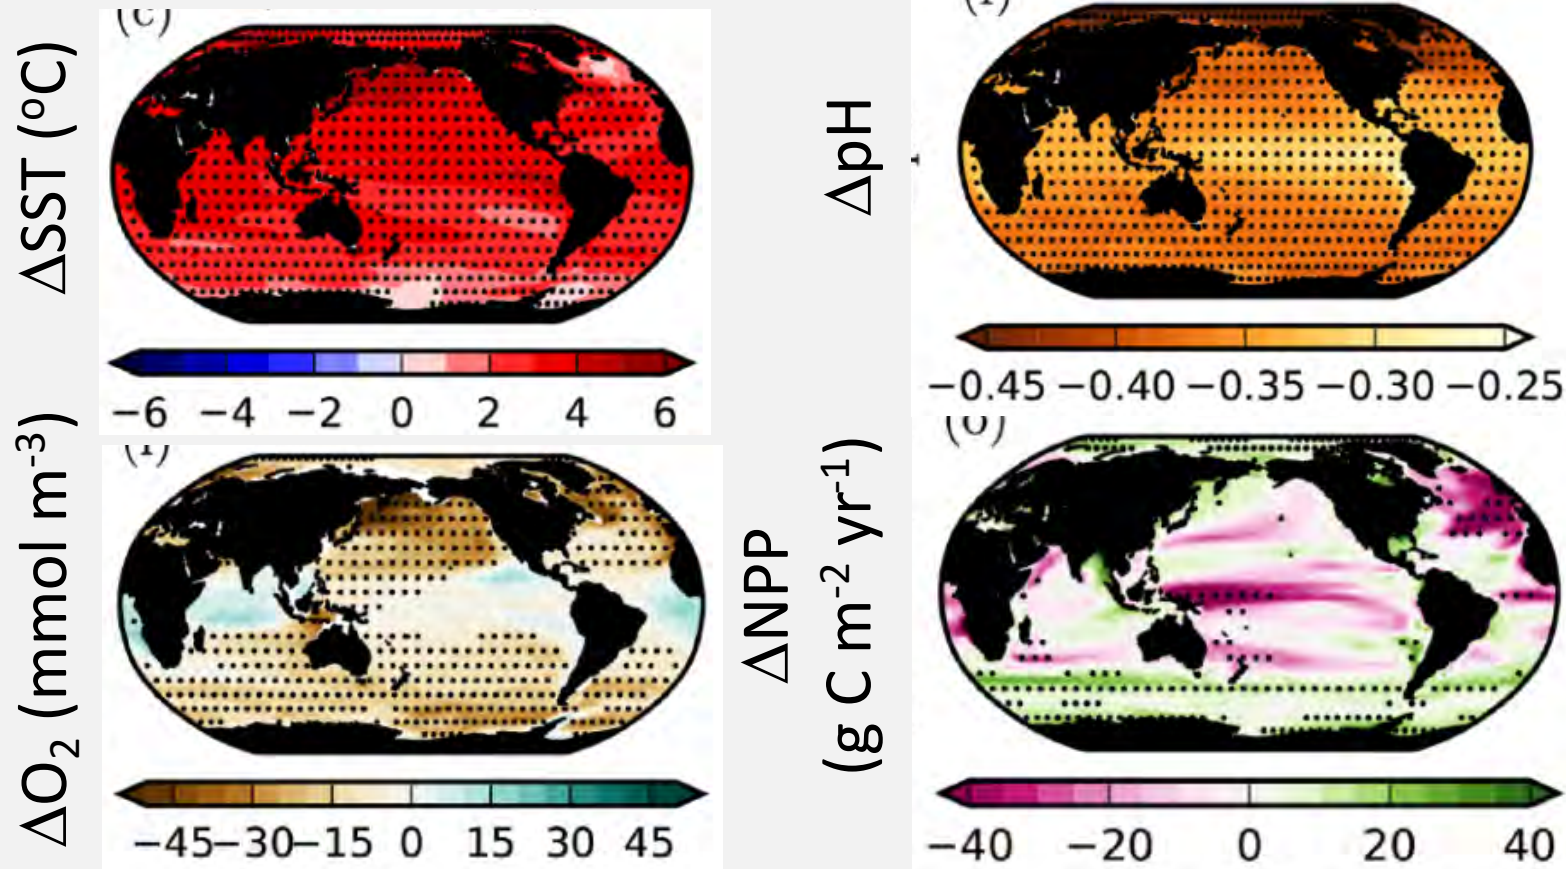 (c)
ΔSST (°C)
−6 −4 −2 0 2 4 6
ΔpH
−0.45 −0.40 −0.35 −0.30 −0.25
ΔO₂ (mmol m⁻³)
−45 −30 −15 0 15 30 45
(o)
ΔNPP
(g C m⁻² yr⁻¹)
−40 −20 0 20 40